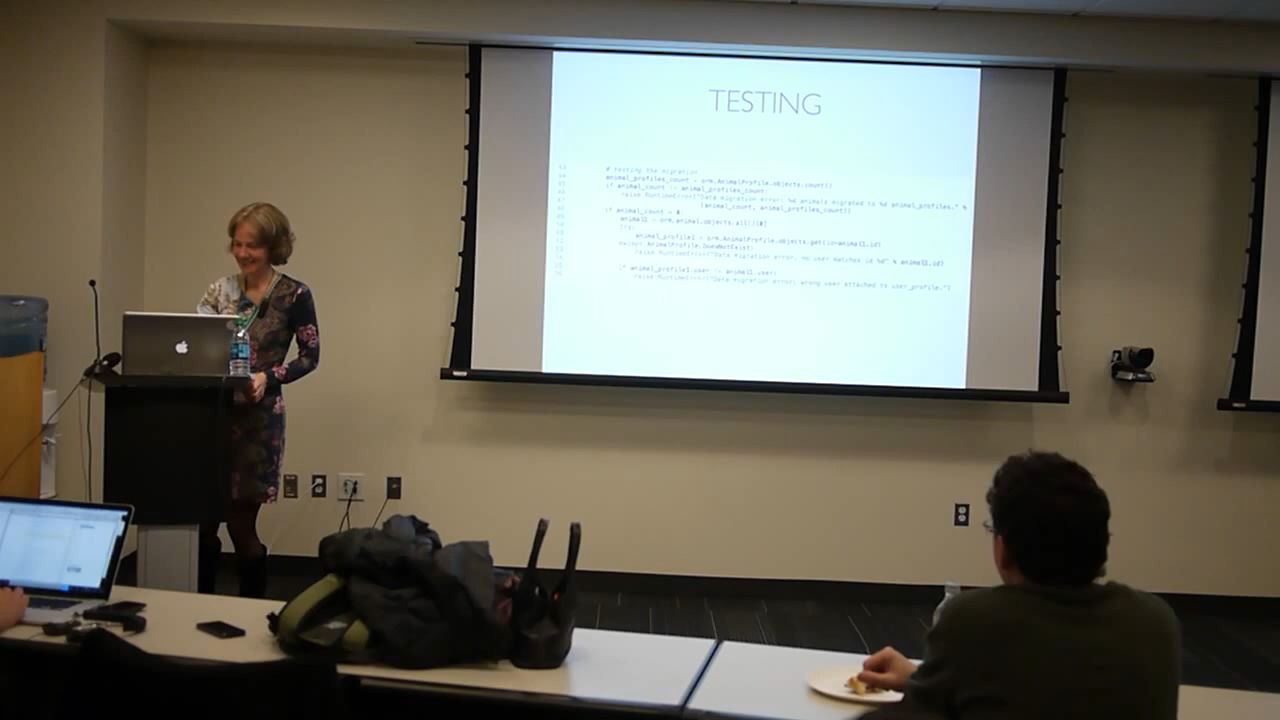 TESTING
# testing the migration
animal_profiles_count = orm.AnimalProfile.objects.count()
if animal_count != animal_profiles_count:
raise RuntimeError("Data migration error: %d animals migrated to %d animal_profiles." %
(animal_count, animal_profiles_count))
if animal_count > 0:
animal1 = orm.animal.objects.all()[0]
try:
animal_profile1 = orm.AnimalProfile.objects.get(id=animal1.id)
except AnimalProfile.DoesNotExist:
raise RuntimeError("Data migration error: no user matches id %d" % animal1.id)
if animal_profile1.user != animal1.user:
raise RuntimeError("Data migration error: wrong user attached to user_profile.")